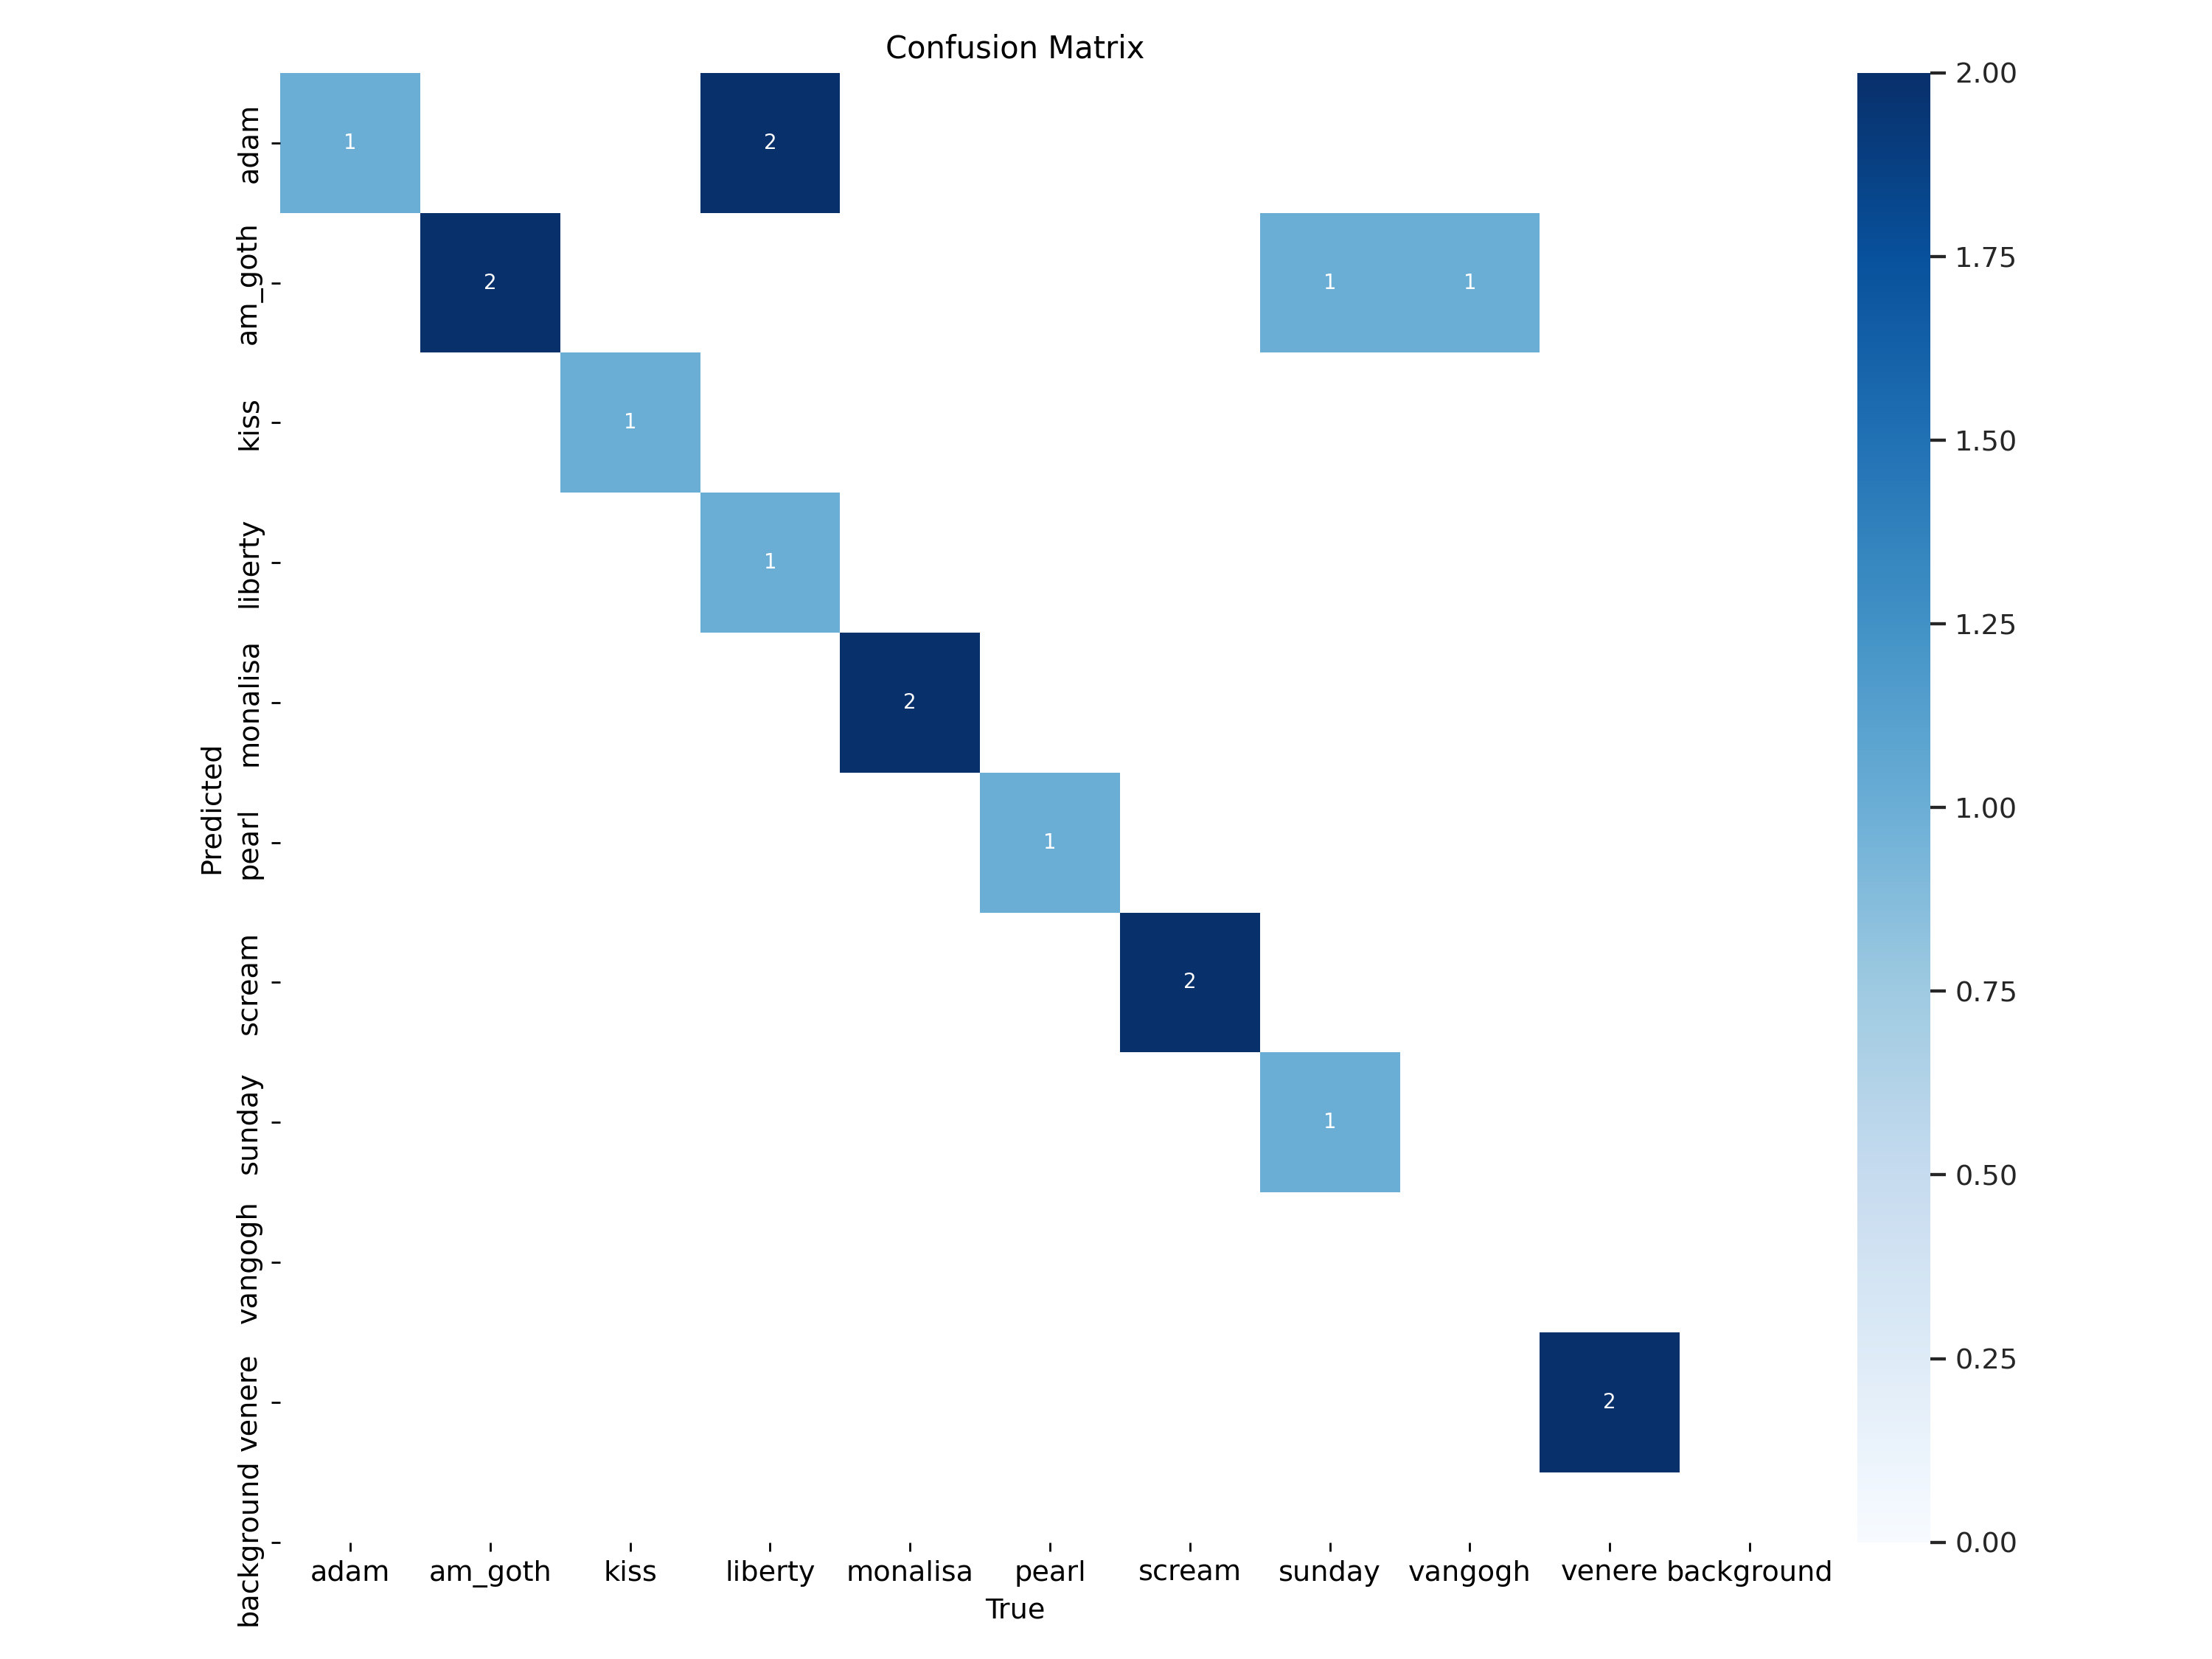 Confusion Matrix
adam
1
2
2.00
am_goth
2
1
1
1.75
kiss
1
1.50
liberty
1
1.25
monalisa
2
Predicted
pearl
1
1.00
scream
2
0.75
sunday
1
0.50
vangogh
venere
2
0.25
background
0.00
adam am_goth kiss liberty monalisa pearl scream sunday vangogh venere background
True